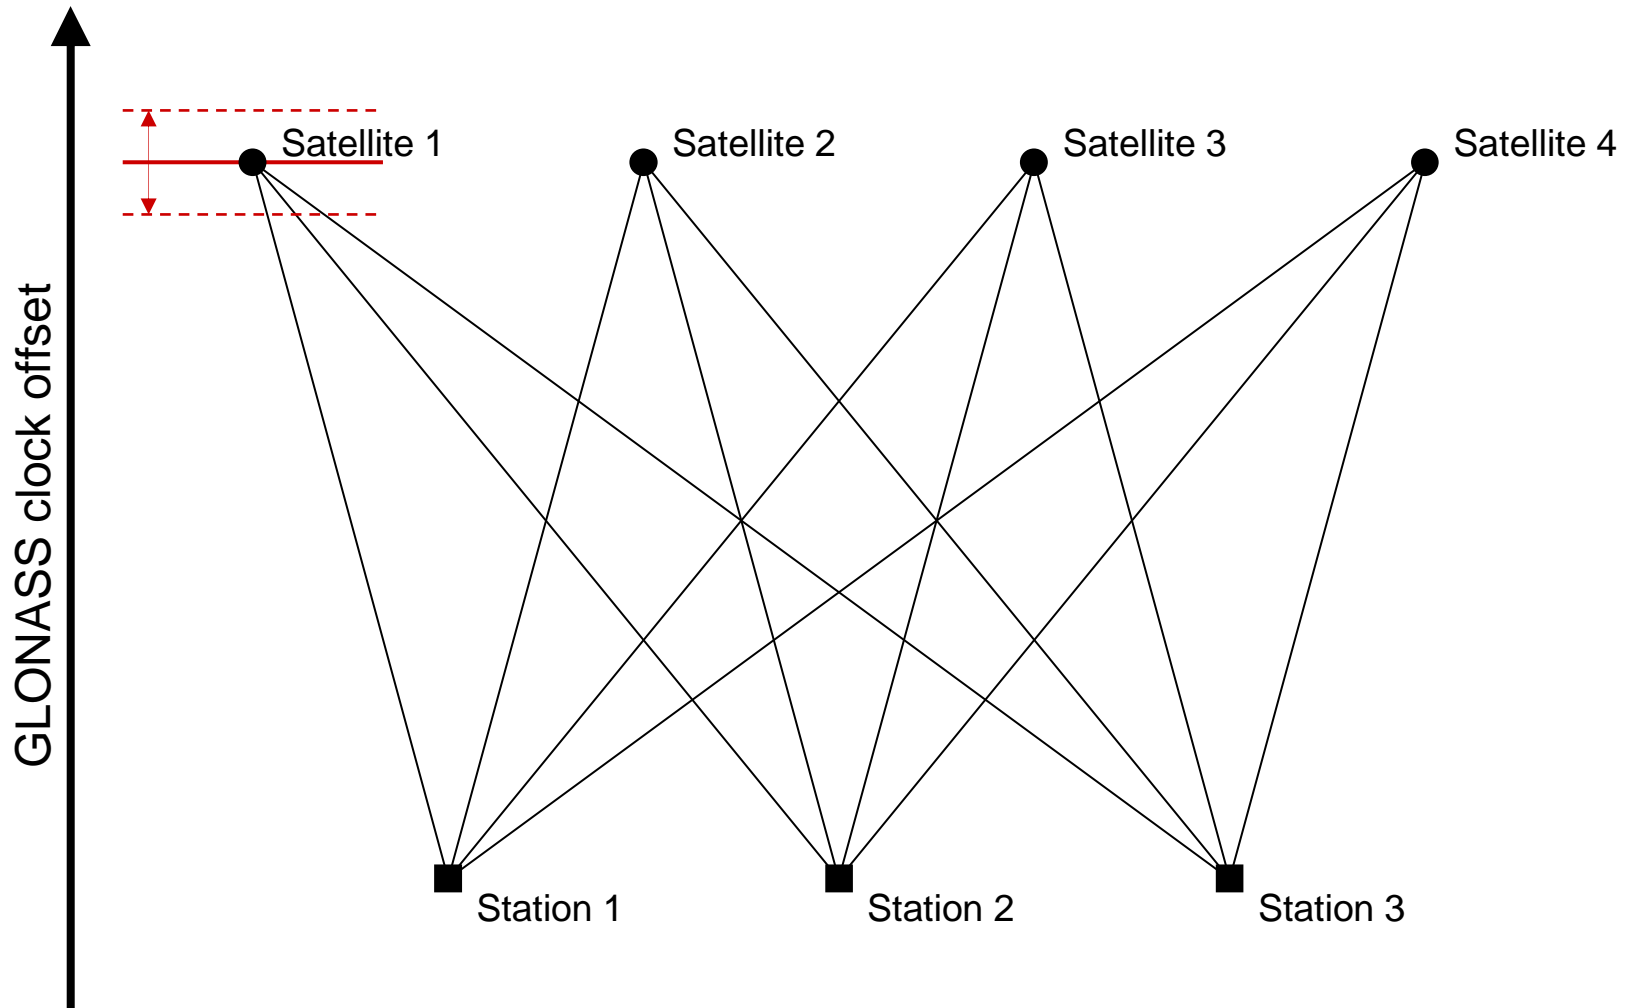 GLONASS clock offset
Satellite 1
Satellite 2
Satellite 3
Satellite 4
Station 1
Station 2
Station 3